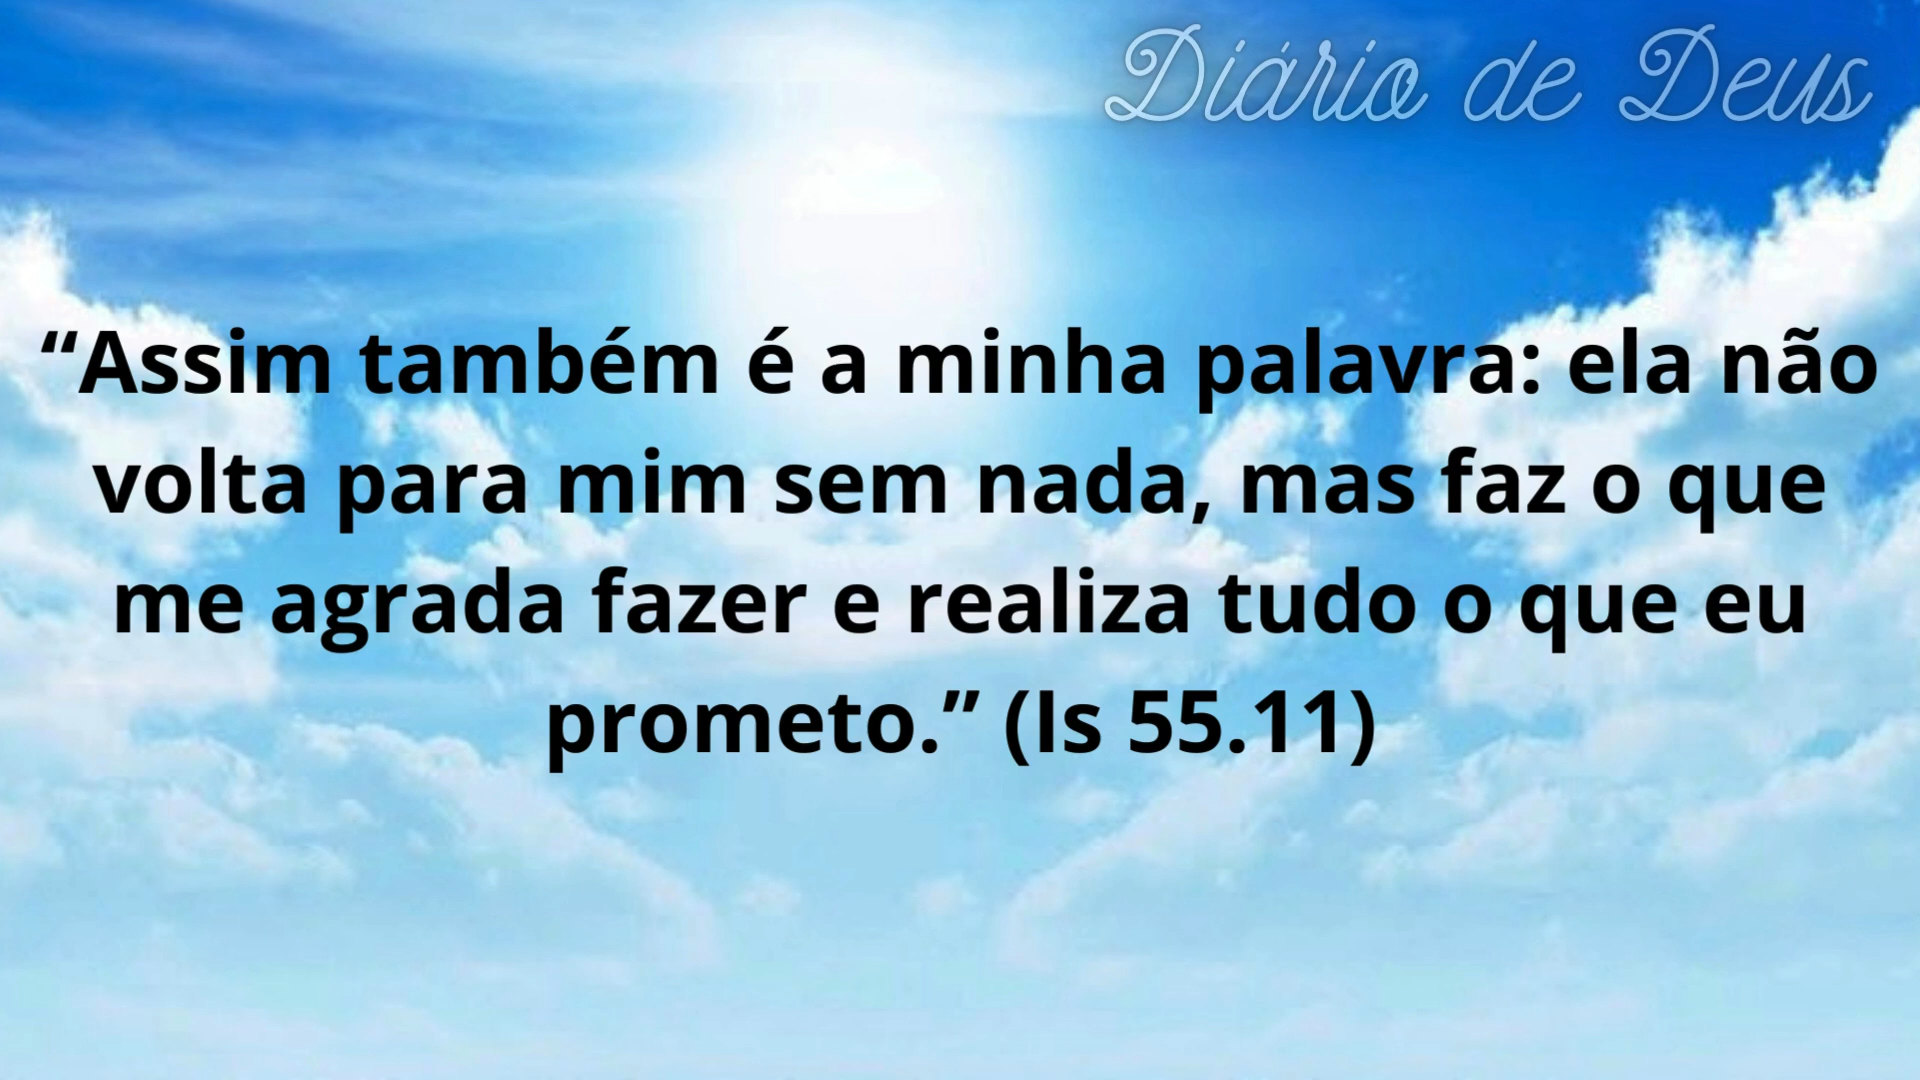 Diário de Deus
“Assim também é a minha palavra: ela não
volta para mim sem nada, mas faz o que
me agrada fazer e realiza tudo o que eu
prometo.” (Is 55.11)